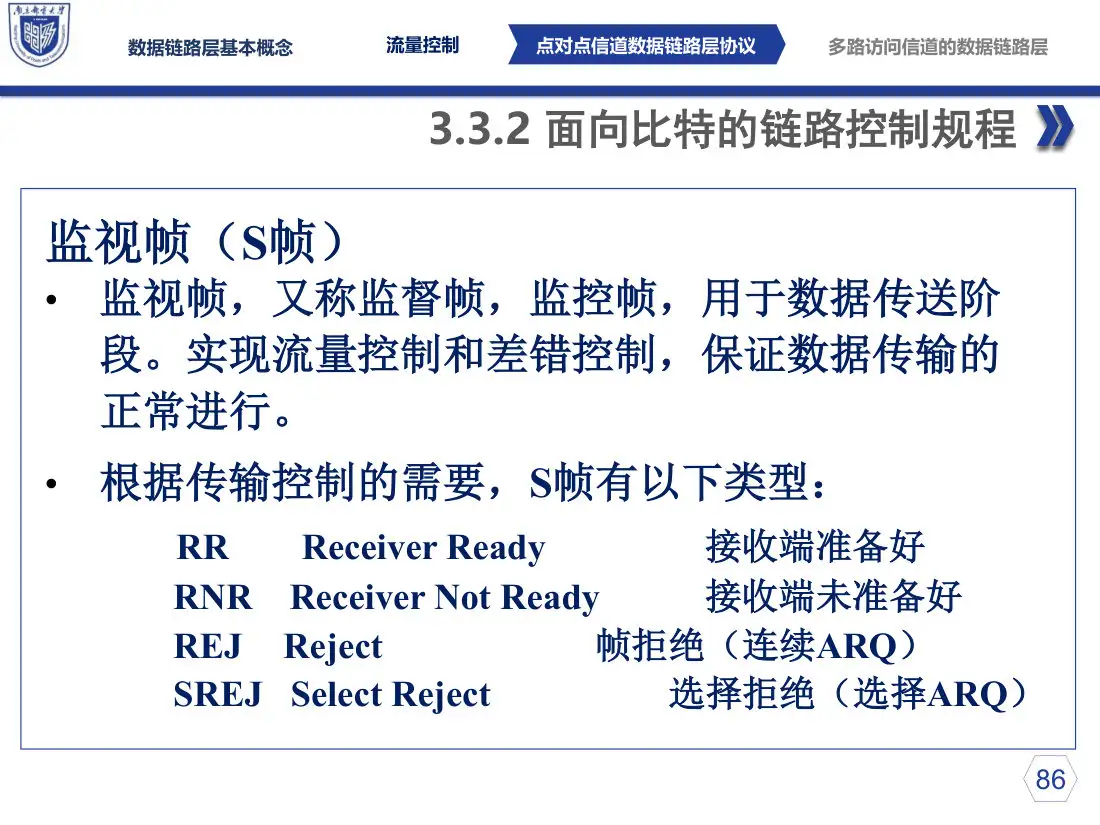 数据链路层基本概念 流量控制 点对点信道数据链路层协议 多路访问信道的数据链路层
3.3.2 面向比特的链路控制规程
监视帧（S帧）
• 监视帧，又称监督帧，监控帧，用于数据传送阶
段。实现流量控制和差错控制，保证数据传输的
正常进行。
• 根据传输控制的需要，S帧有以下类型：
RR Receiver Ready 接收端准备好
RNR Receiver Not Ready 接收端未准备好
REJ Reject 帧拒绝（连续ARQ）
SREJ Select Reject 选择拒绝（选择ARQ）
86